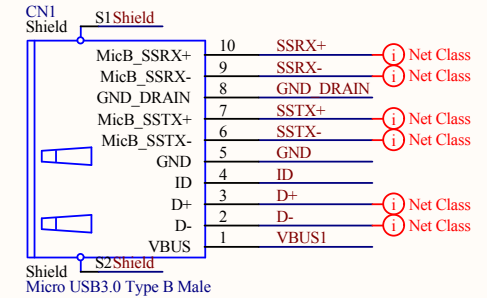 CN1
Shield S1 Shield
MicB_SSRX+ 10 SSRX+ i Net Class
MicB_SSRX- 9 SSRX- i Net Class
GND_DRAIN 8 GND_DRAIN
MicB_SSTX+ 7 SSTX+ i Net Class
MicB_SSTX- 6 SSTX- i Net Class
GND 5 GND
ID 4 ID
D+ 3 D+ i Net Class
D- 2 D- i Net Class
VBUS 1 VBUS1
Shield S2 Shield
Micro USB3.0 Type B Male